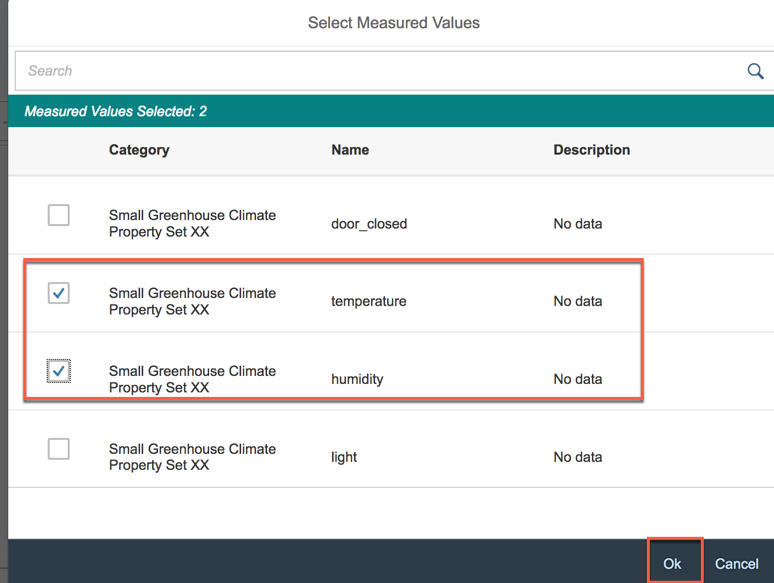 Select Measured Values
Search
Measured Values Selected: 2
Category Name Description
Small Greenhouse Climate
Property Set XX
door_closed
No data
Small Greenhouse Climate
Property Set XX
temperature
No data
Small Greenhouse Climate
Property Set XX
humidity
No data
Small Greenhouse Climate
Property Set XX
light
No data
Ok Cancel